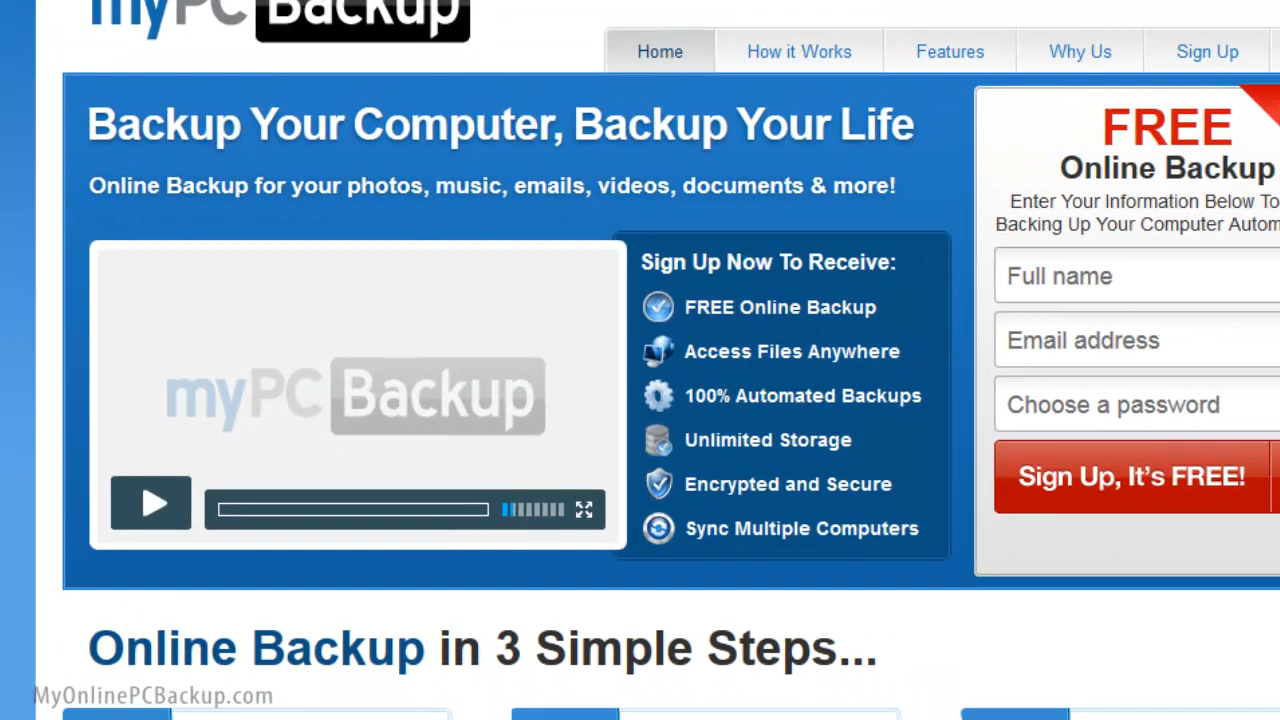 myPC Backup
Home How it Works Features Why Us Sign Up
Backup Your Computer, Backup Your Life
Online Backup for your photos, music, emails, videos, documents & more!
myPC Backup
Sign Up Now To Receive:
FREE Online Backup
Access Files Anywhere
100% Automated Backups
Unlimited Storage
Encrypted and Secure
Sync Multiple Computers
FREE
Online Backup
Enter Your Information Below To
Backing Up Your Computer Autom
Full name
Email address
Choose a password
Sign Up, It's FREE!
Online Backup in 3 Simple Steps...
MyOnlinePCBackup.com